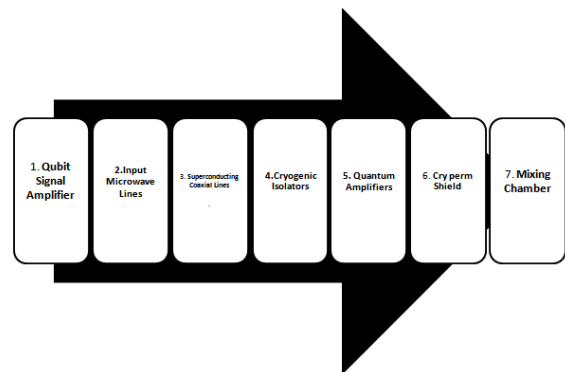 1. Qubit
Signal
Amplifier
2.Input
Microwave
Lines
3. Superconducting
Coaxial Lines
.
4.Cryogenic
Isolators
5. Quantum
Amplifiers
6. Cry perm
Shield
7. Mixing
Chamber